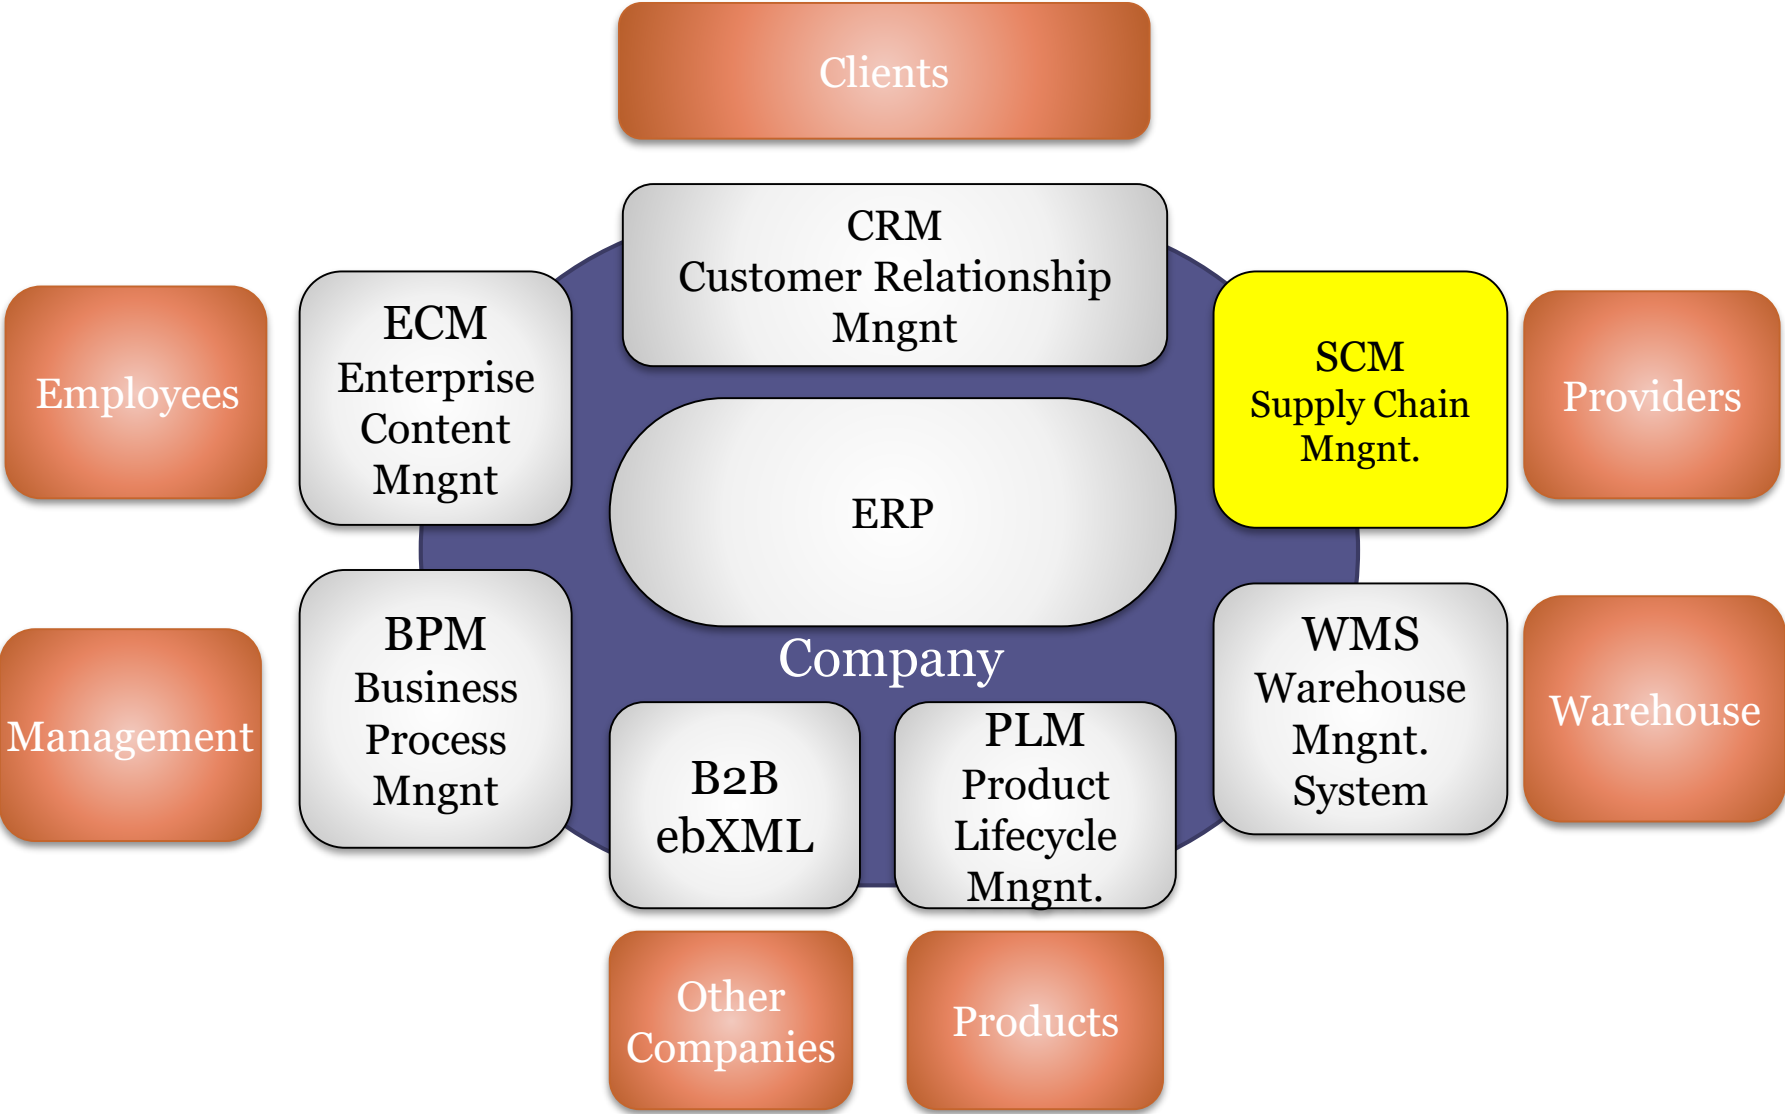 Clients
CRM
Customer Relationship
Mngnt
Employees
ECM
Enterprise
Content
Mngnt
SCM
Supply Chain
Mngnt.
Providers
ERP
Company
Management
BPM
Business
Process
Mngnt
B2B
ebXML
PLM
Product
Lifecycle
Mngnt.
WMS
Warehouse
Mngnt.
System
Warehouse
Other
Companies
Products